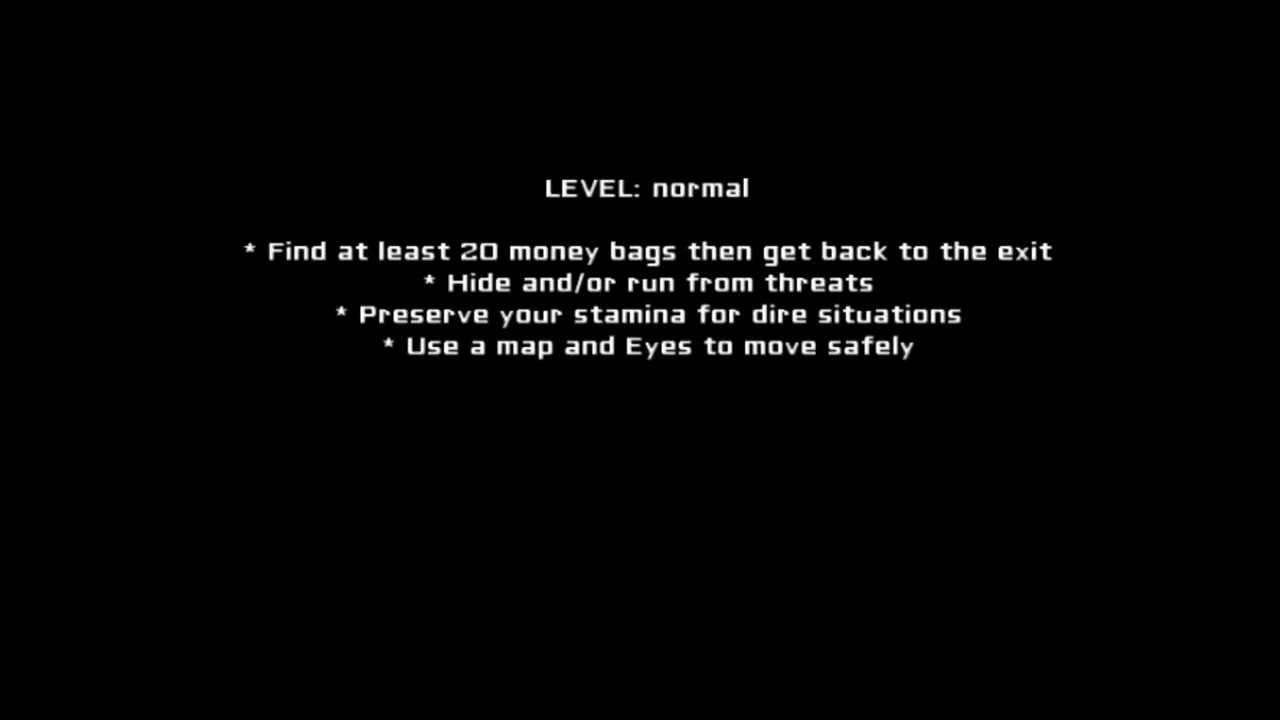 LEVEL: normal
* Find at least 20 money bags then get back to the exit
* Hide and/or run from threats
* Preserve your stamina for dire situations
* Use a map and Eyes to move safely